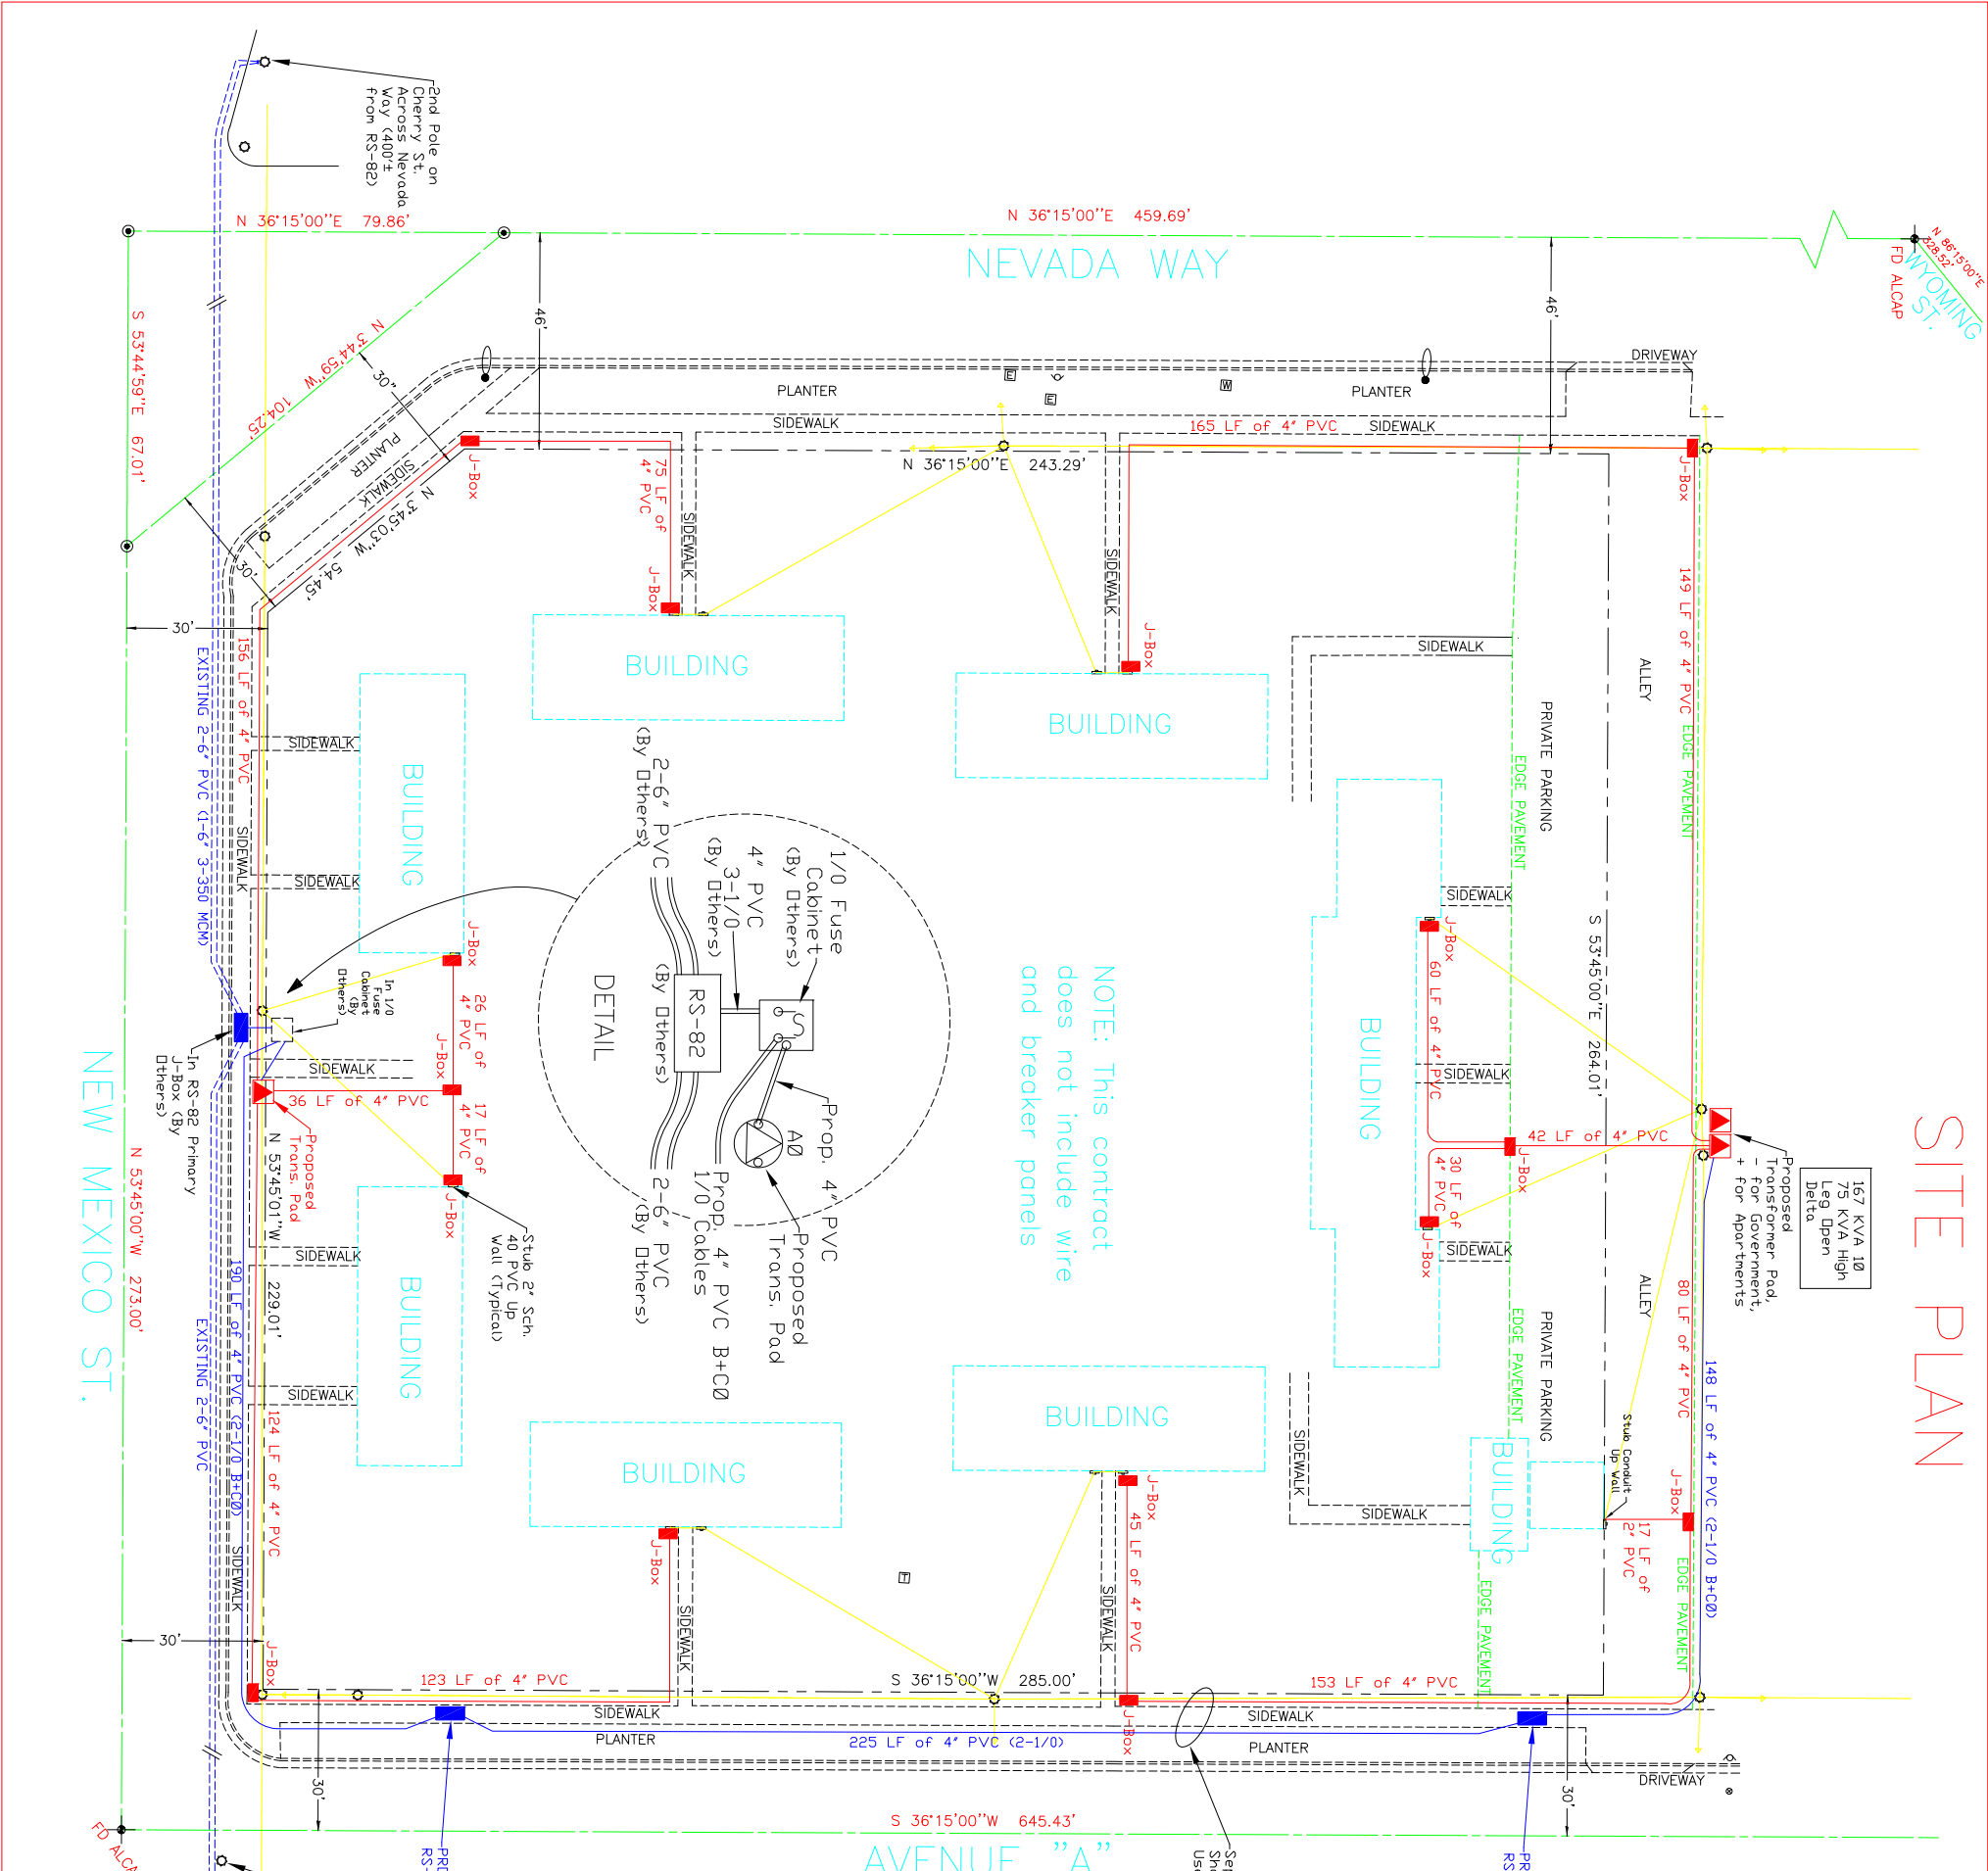 SITE PLAN
2nd Pole on
Cherry St.
Across Nevada
Way (400'±
from RS-82)
N 36°15'00"E 79.86'
N 36°15'00"E 459.69'
NEVADA WAY
N 86°15'00"E
328.52'
WYOMING
ST.
FD ALCAP
46'
46'
S 53°44'59"E 67.01'
N 3°44'59"W
104.25'
30'
30'
30'
PLANTER
SIDEWALK
N 3°45'03"W 54.45'
PLANTER
SIDEWALK
E
E
W
PLANTER
DRIVEWAY
165 LF of 4" PVC
SIDEWALK
N 36°15'00"E 243.29'
J-Box
75 LF of
4" PVC
SIDEWALK
J-Box
SIDEWALK
J-Box
J-Box
BUILDING
BUILDING
SIDEWALK
149 LF of 4" PVC
EDGE PAVEMENT
ALLEY
PRIVATE PARKING
EDGE PAVEMENT
S 53°45'00"E 264.01'
156 LF of 4" PVC
EXISTING 2-6" PVC (1-6" 3-350 MCM)
SIDEWALK
SIDEWALK
SIDEWALK
BUILDING
J-Box
26 LF of
4" PVC
J-Box
17 LF of
4" PVC
J-Box
In 1/0
Fuse
Cabinet
(By
Others)
In RS-82 Primary
J-Box (By
Others)
SIDEWALK
36 LF of 4" PVC
Proposed
Trans. Pad
N 53°45'01"W 229.01'
Stub 2" Sch.
40 PVC Up
Wall (Typical)
2-6" PVC
(By Others)
1/0 Fuse
Cabinet
(By Others)
4" PVC
3-1/0
(By Others)
RS-82
(By Others)
S
AØ
DETAIL
Prop. 4" PVC
Proposed
Trans. Pad
Prop. 4" PVC B+CØ
1/0 Cables
2-6" PVC
(By Others)
NOTE: This contract
does not include wire
and breaker panels
BUILDING
SIDEWALK
SIDEWALK
SIDEWALK
J-Box
60 LF of 4" PVC
42 LF of 4" PVC
J-Box
30 LF of
4" PVC
J-Box
Proposed
Transformer Pad,
- for Government,
+ for Apartments
167 KVA 1Ø
75 KVA High
Leg Open
Delta
ALLEY
80 LF of 4" PVC
148 LF of 4" PVC (2-1/0 B+CØ)
PRIVATE PARKING
EDGE PAVEMENT
Stub Conduit
Up Wall
J-Box
17 LF of
2" PVC
EDGE PAVEMENT
EDGE PAVEMENT
BUILDING
SIDEWALK
SIDEWALK
NEW MEXICO ST.
N 53°45'00"W 273.00'
EXISTING 2-6" PVC
190 LF of 4" PVC (2-1/0 B+CØ)
SIDEWALK
SIDEWALK
SIDEWALK
BUILDING
124 LF of 4" PVC
BUILDING
BUILDING
J-Box
J-Box
45 LF of 4" PVC
SIDEWALK
SIDEWALK
T
30'
J-Box
123 LF of 4" PVC
S 36°15'00"W 285.00'
153 LF of 4" PVC
J-Box
SIDEWALK
PLANTER
225 LF of 4" PVC (2-1/0)
SIDEWALK
PLANTER
DRIVEWAY
30'
30'
S 36°15'00"W 645.43'
AVENUE "A"